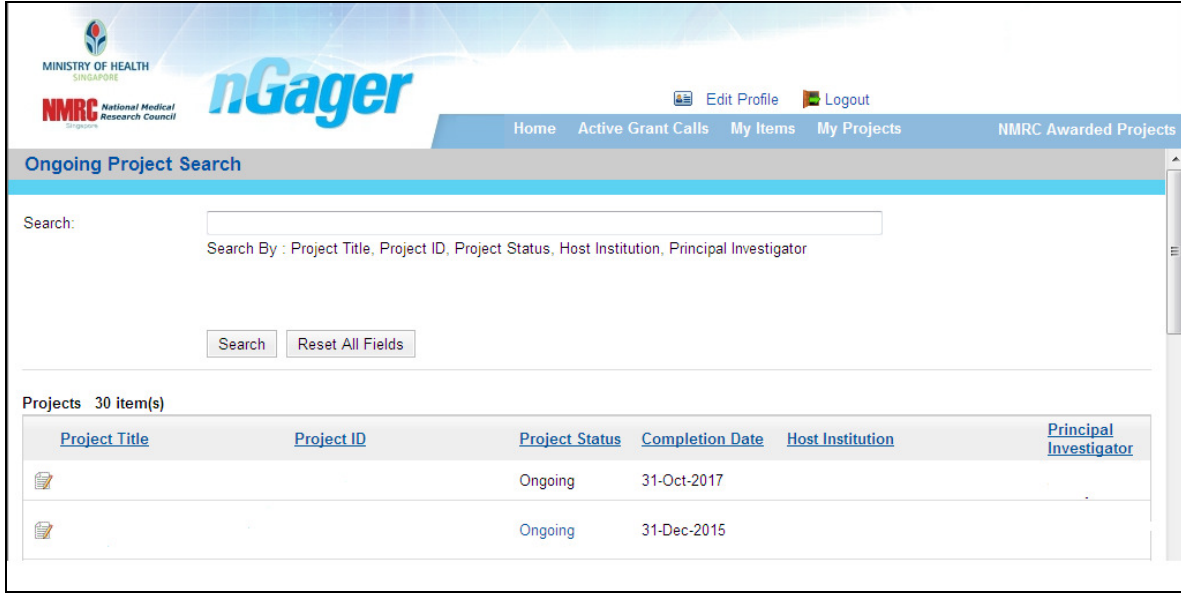 MINISTRY OF HEALTH
SINGAPORE
NMRC National Medical
Research Council
Singapore
nGager
Edit Profile Logout
Home Active Grant Calls My Items My Projects NMRC Awarded Projects
Ongoing Project Search
Search:
Search By : Project Title, Project ID, Project Status, Host Institution, Principal Investigator
Search Reset All Fields
Projects 30 item(s)
Project Title Project ID Project Status Completion Date Host Institution Principal
Investigator
Ongoing 31-Oct-2017
Ongoing 31-Dec-2015